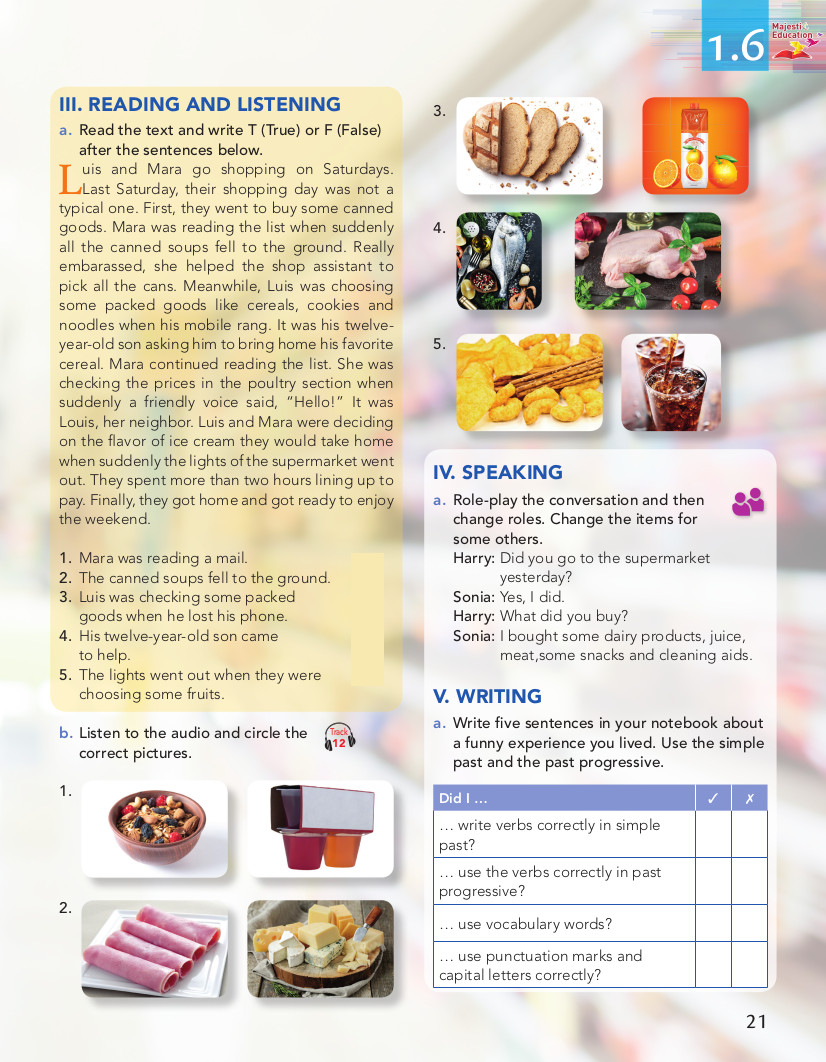 1.6
Majesti
Education
III. READING AND LISTENING
a. Read the text and write T (True) or F (False)
after the sentences below.
Luis and Mara go shopping on Saturdays.
Last Saturday, their shopping day was not a
typical one. First, they went to buy some canned
goods. Mara was reading the list when suddenly
all the canned soups fell to the ground. Really
embarassed, she helped the shop assistant to
pick all the cans. Meanwhile, Luis was choosing
some packed goods like cereals, cookies and
noodles when his mobile rang. It was his twelve-
year-old son asking him to bring home his favorite
cereal. Mara continued reading the list. She was
checking the prices in the poultry section when
suddenly a friendly voice said, “Hello!” It was
Louis, her neighbor. Luis and Mara were deciding
on the flavor of ice cream they would take home
when suddenly the lights of the supermarket went
out. They spent more than two hours lining up to
pay. Finally, they got home and got ready to enjoy
the weekend.
1. Mara was reading a mail.
2. The canned soups fell to the ground.
3. Luis was checking some packed
goods when he lost his phone.
4. His twelve-year-old son came
to help.
5. The lights went out when they were
choosing some fruits.
b. Listen to the audio and circle the
correct pictures.
Track
12
1.
2.
3.
4.
5.
IV. SPEAKING
a. Role-play the conversation and then
change roles. Change the items for
some others.
Harry: Did you go to the supermarket
yesterday?
Sonia: Yes, I did.
Harry: What did you buy?
Sonia: I bought some dairy products, juice,
meat,some snacks and cleaning aids.
V. WRITING
a. Write five sentences in your notebook about
a funny experience you lived. Use the simple
past and the past progressive.
Did I … ✓ ✗
… write verbs correctly in simple
past?
… use the verbs correctly in past
progressive?
… use vocabulary words?
… use punctuation marks and
capital letters correctly?
21